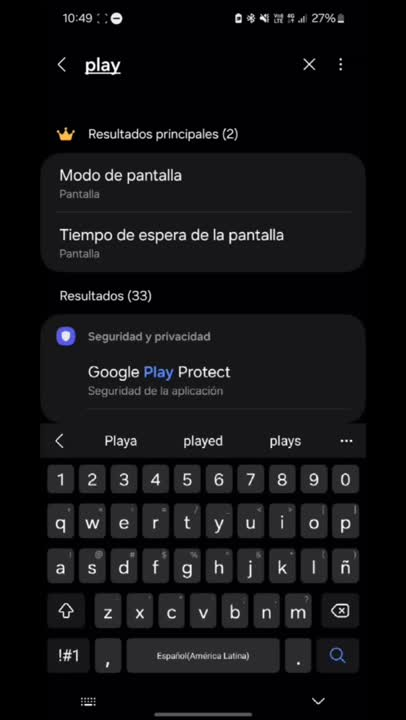 10:49 27%
play
Resultados principales (2)
Modo de pantalla
Pantalla
Tiempo de espera de la pantalla
Pantalla
Resultados (33)
Seguridad y privacidad
Google Play Protect
Seguridad de la aplicación
Playa played plays ...
1 2 3 4 5 6 7 8 9 0
q w e r t y u i o p
a s d f g h j k l ñ
z x c v b n m
!#1 , Español(América Latina) .